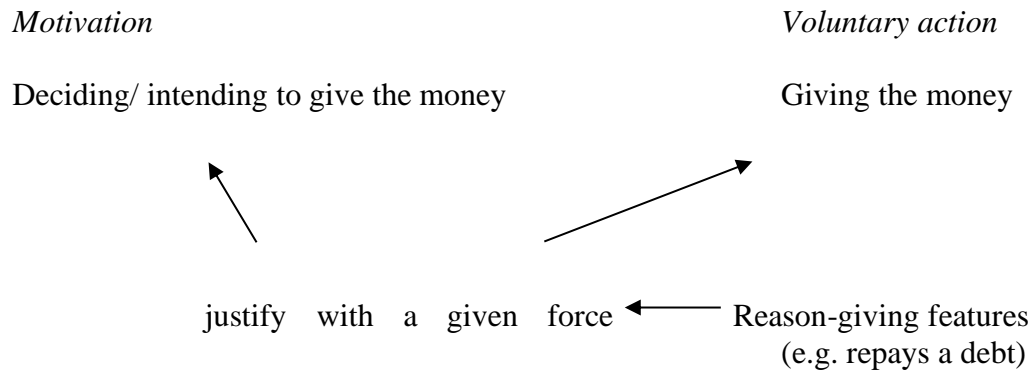 Motivation Voluntary action
Deciding/ intending to give the money Giving the money
justify with a given force Reason-giving features
(e.g. repays a debt)